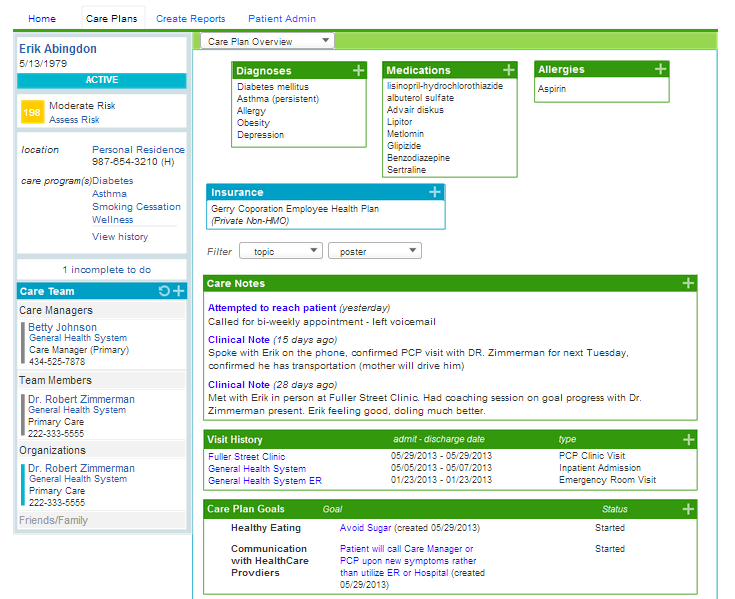 Home Care Plans Create Reports Patient Admin
Erik Abingdon
5/13/1979
ACTIVE
198
Moderate Risk
Assess Risk
location Personal Residence
987-654-3210 (H)
care program(s) Diabetes
Asthma
Smoking Cessation
Wellness
View history
1 incomplete to do
Care Team
Care Managers
Betty Johnson
General Health System
Care Manager (Primary)
434-525-7878
Team Members
Dr. Robert Zimmerman
General Health System
Primary Care
222-333-5555
Organizations
Dr. Robert Zimmerman
General Health System
Primary Care
222-333-5555
Friends/Family
Care Plan Overview
Diagnoses
Diabetes mellitus
Asthma (persistent)
Allergy
Obesity
Depression
Medications
lisinopril-hydrochlorothiazide
albuterol sulfate
Advair diskus
Lipitor
Metlomin
Glipizide
Benzodiazepine
Sertraline
Allergies
Aspirin
Insurance
Gerry Coporation Employee Health Plan
(Private Non-HMO)
Filter topic poster
Care Notes
Attempted to reach patient (yesterday)
Called for bi-weekly appointment - left voicemail
Clinical Note (15 days ago)
Spoke with Erik on the phone, confirmed PCP visit with DR. Zimmerman for next Tuesday,
confirmed he has transportation (mother will drive him)
Clinical Note (28 days ago)
Met with Erik in person at Fuller Street Clinic. Had coaching session on goal progress with Dr.
Zimmerman present. Erik feeling good, doling much better.
Visit History admit - discharge date type
Fuller Street Clinic 05/29/2013 - 05/29/2013 PCP Clinic Visit
General Health System 05/05/2013 - 05/07/2013 Inpatient Admission
General Health System ER 01/23/2013 - 01/23/2013 Emergency Room Visit
Care Plan Goals Goal Status
Healthy Eating Avoid Sugar (created 05/29/2013) Started
Communication Patient will call Care Manager or Started
with HealthCare PCP upon new symptoms rather
Provdiers than utilize ER or Hospital (created
05/29/2013)